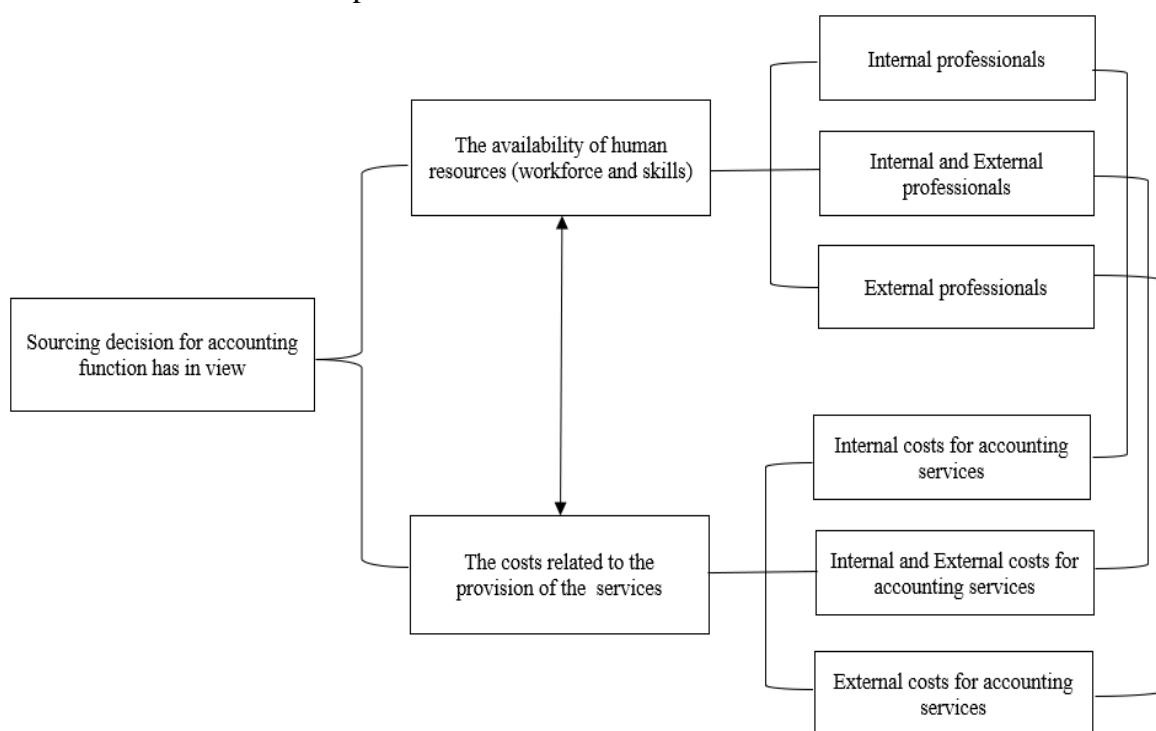 Sourcing decision for accounting
function has in view
The availability of human
resources (workforce and skills)
The costs related to the
provision of the services
Internal professionals
Internal and External
professionals
External professionals
Internal costs for accounting
services
Internal and External costs for
accounting services
External costs for accounting
services